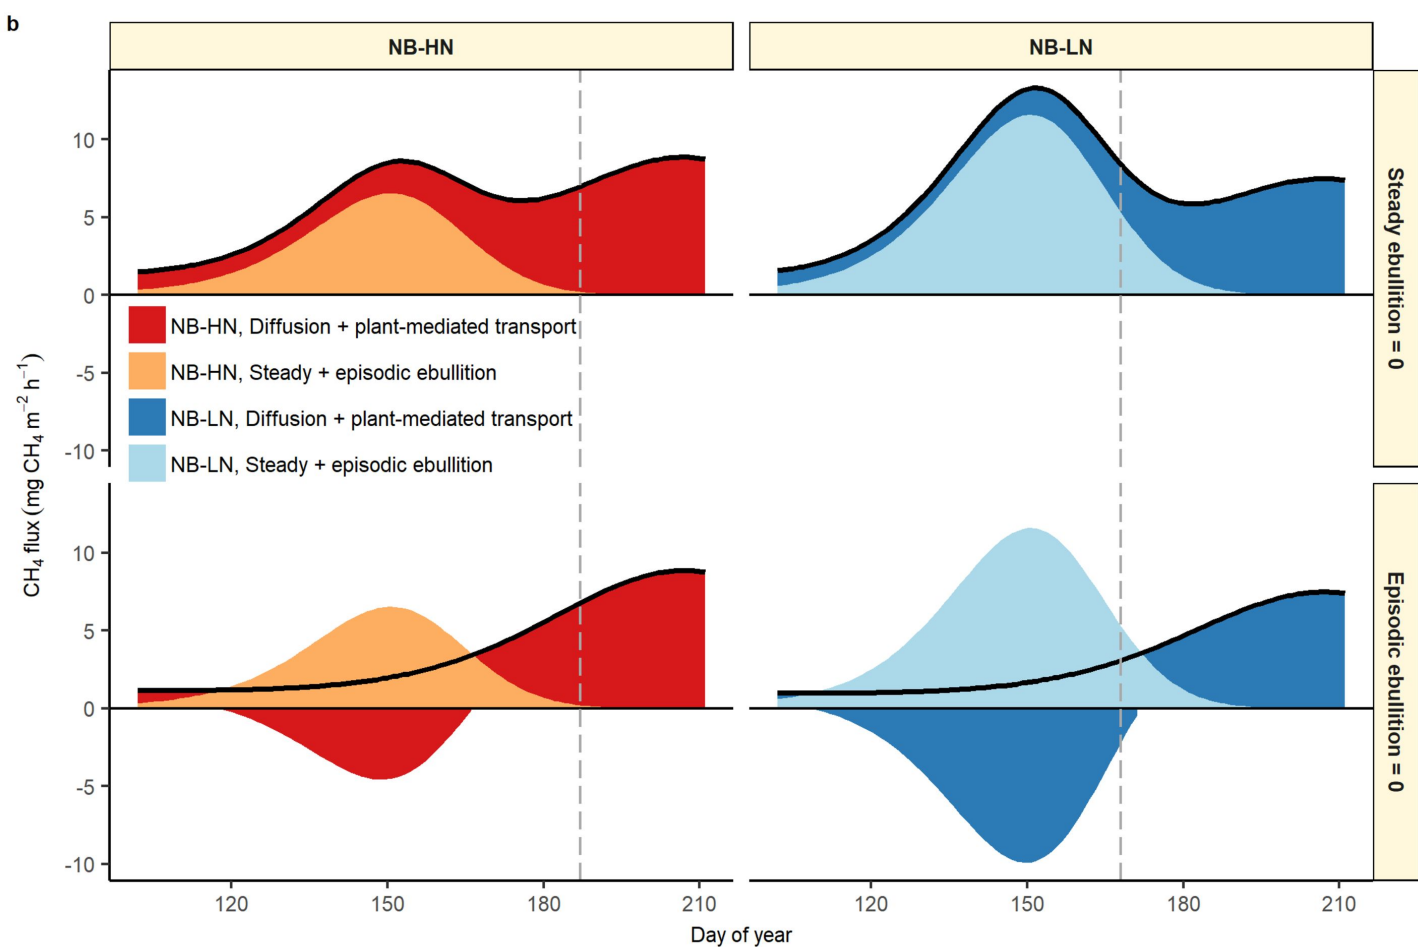 b
NB-HN
NB-LN
10
5
0
-5
-10
Steady ebullition = 0
NB-HN, Diffusion + plant-mediated transport
NB-HN, Steady + episodic ebullition
NB-LN, Diffusion + plant-mediated transport
NB-LN, Steady + episodic ebullition
CH₄ flux (mg CH₄ m⁻² h⁻¹)
10
5
0
-5
-10
Episodic ebullition = 0
120 150 180 210
120 150 180 210
Day of year